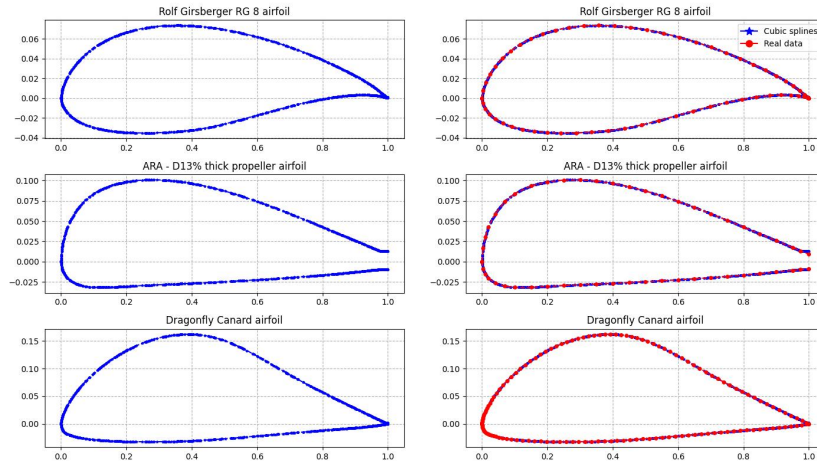 Rolf Girsberger RG 8 airfoil
0.06
0.04
0.02
0.00
−0.02
−0.04
0.0 0.2 0.4 0.6 0.8 1.0
Rolf Girsberger RG 8 airfoil
Cubic splines
Real data
0.06
0.04
0.02
0.00
−0.02
−0.04
0.0 0.2 0.4 0.6 0.8 1.0
ARA - D13% thick propeller airfoil
0.100
0.075
0.050
0.025
0.000
−0.025
0.0 0.2 0.4 0.6 0.8 1.0
ARA - D13% thick propeller airfoil
0.100
0.075
0.050
0.025
0.000
−0.025
0.0 0.2 0.4 0.6 0.8 1.0
Dragonfly Canard airfoil
0.15
0.10
0.05
0.00
0.0 0.2 0.4 0.6 0.8 1.0
Dragonfly Canard airfoil
0.15
0.10
0.05
0.00
0.0 0.2 0.4 0.6 0.8 1.0